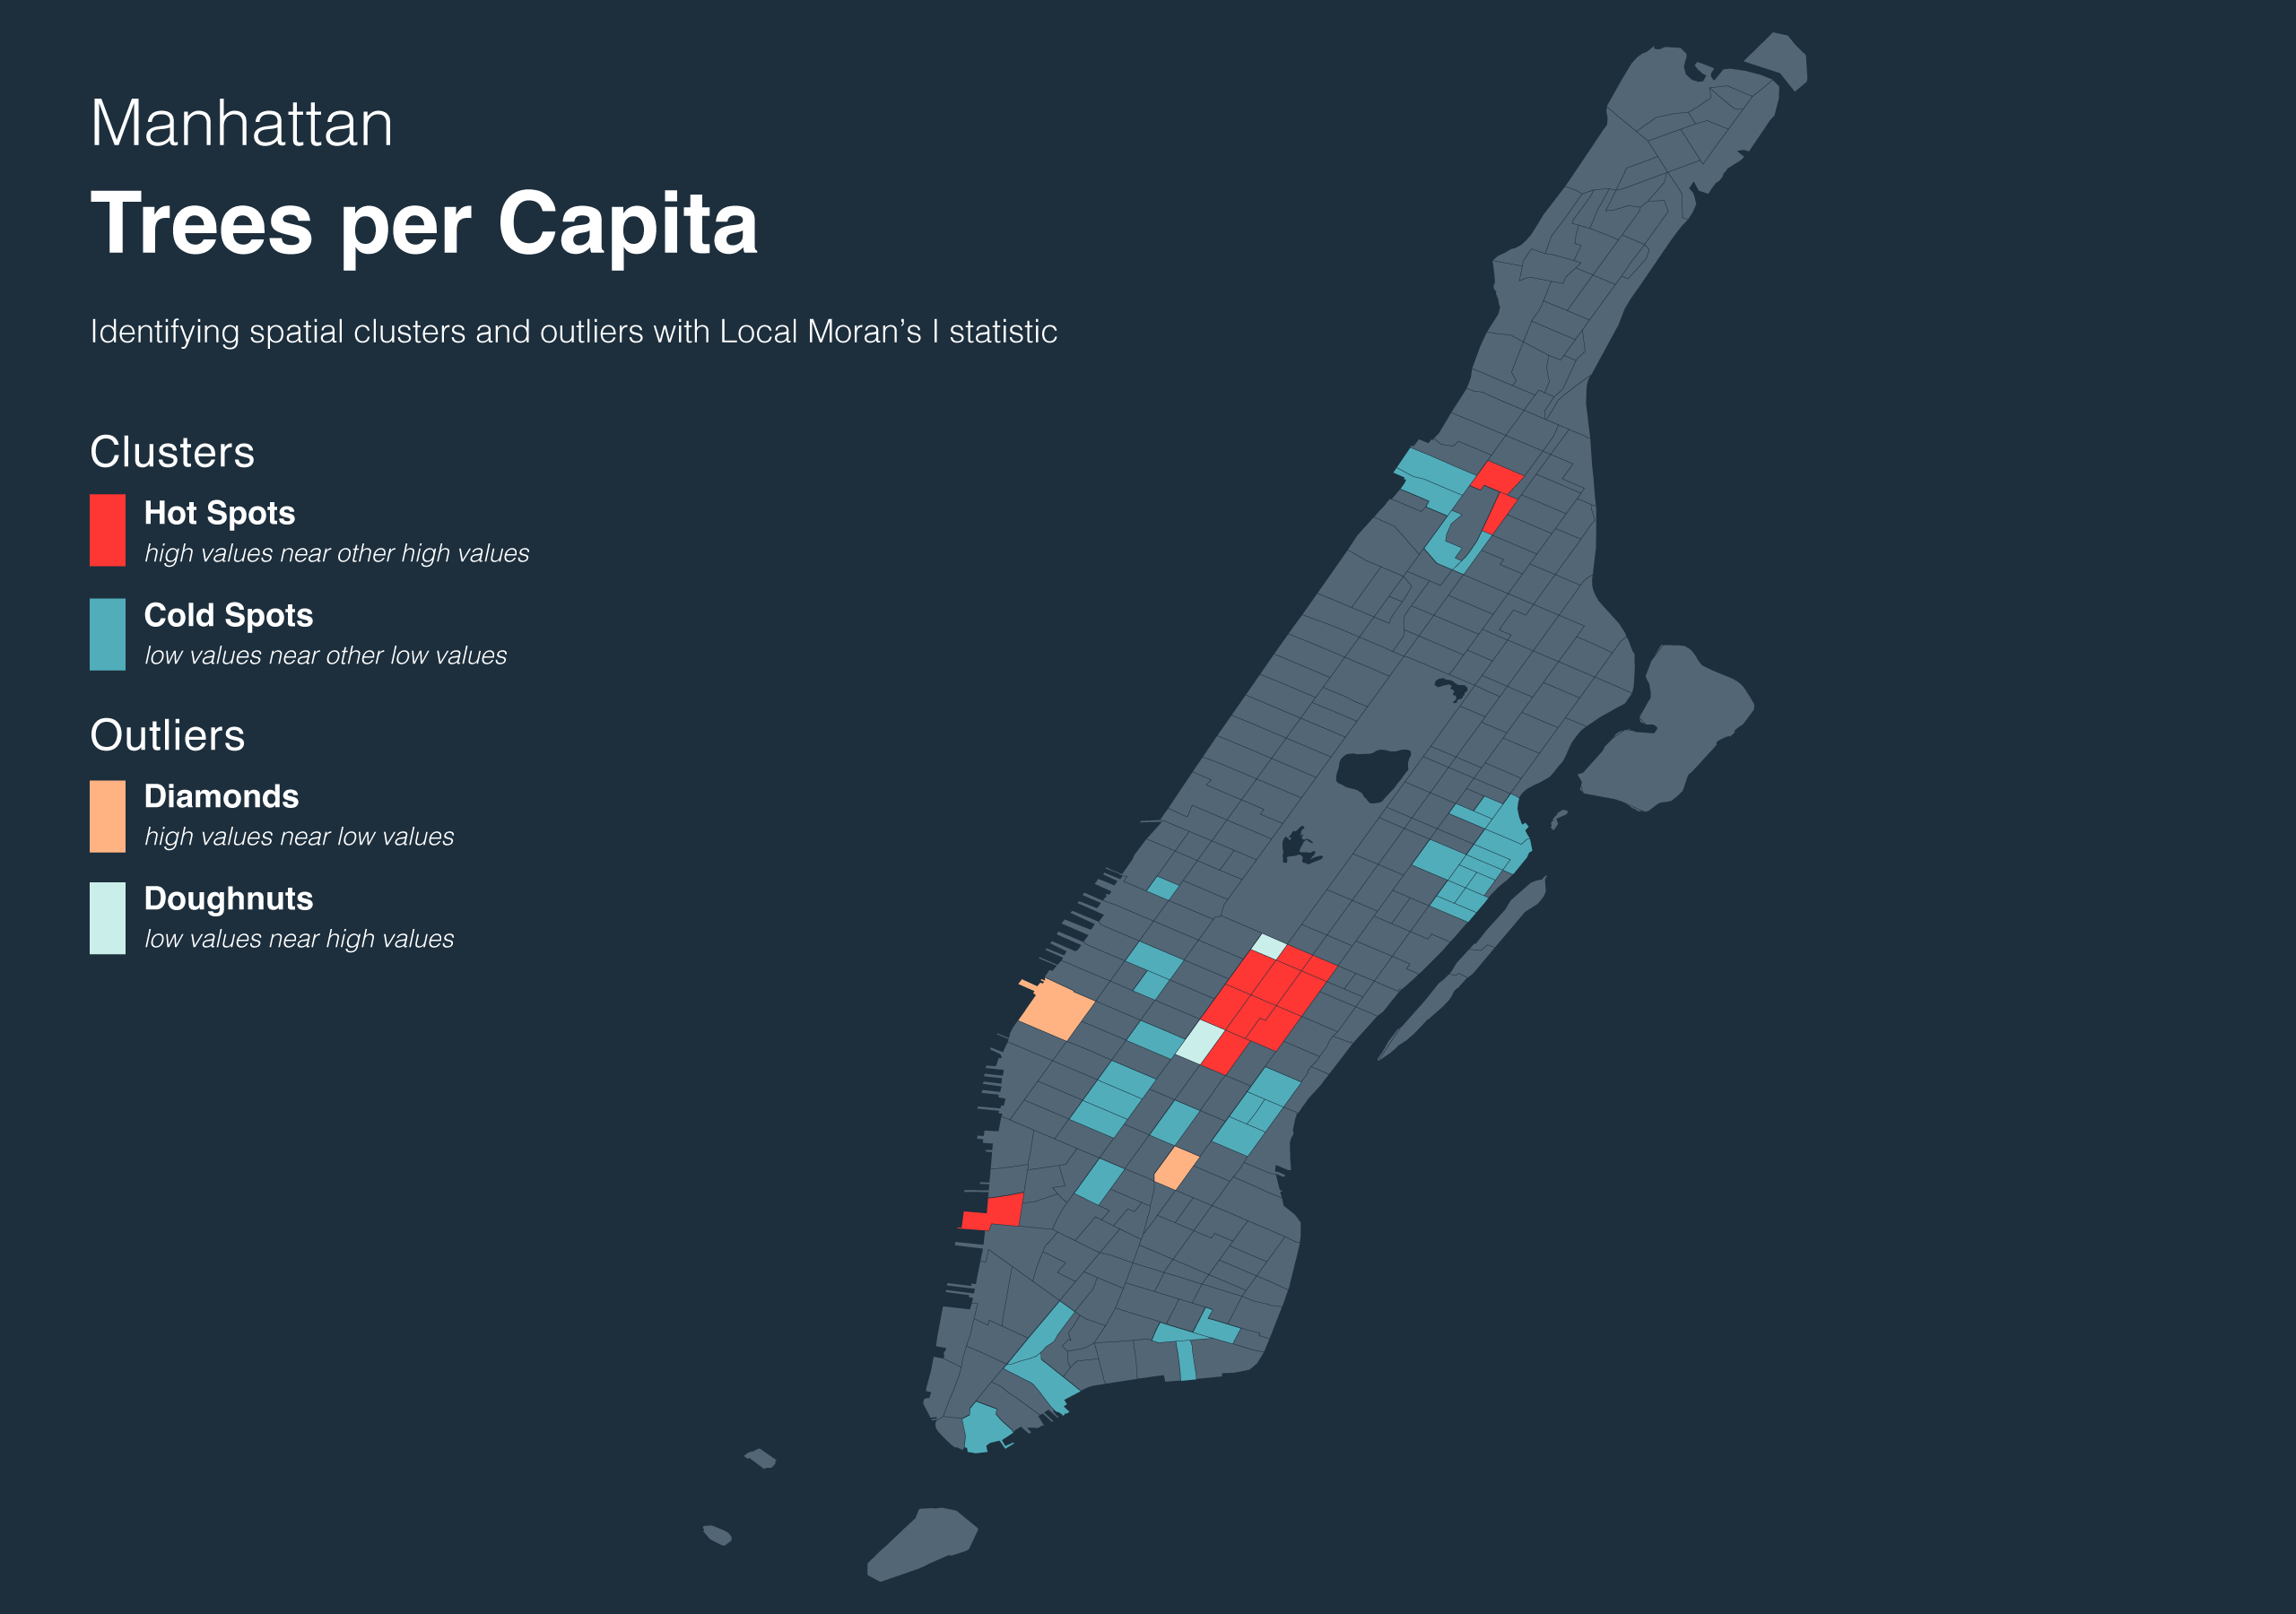 Manhattan
Trees per Capita
Identifying spatial clusters and outliers with Local Moran’s I statistic
Clusters
Hot Spots
high values near other high values
Cold Spots
low values near other low values
Outliers
Diamonds
high values near low values
Doughnuts
low values near high values